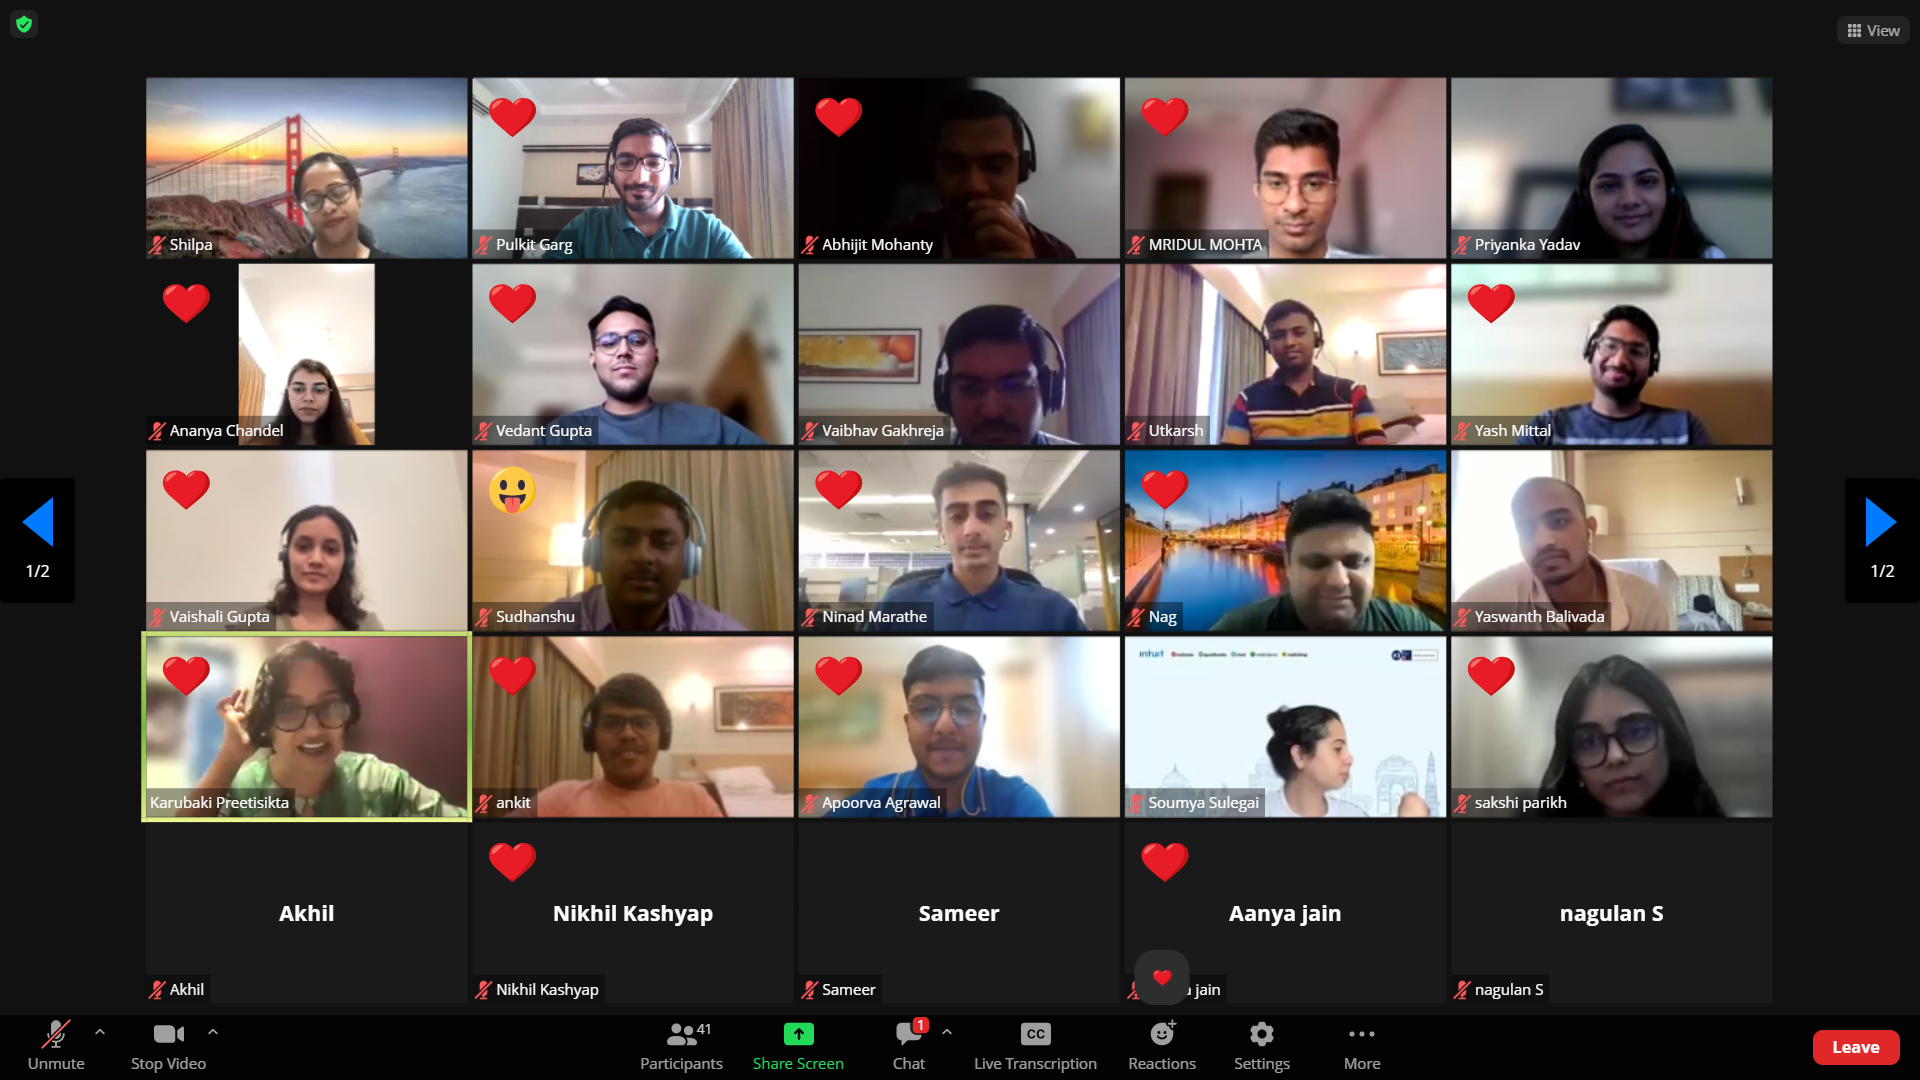 View
Shilpa
Pulkit Garg
Abhijit Mohanty
MRIDUL MOHTA
Priyanka Yadav
Ananya Chandel
Vedant Gupta
Vaibhav Gakhreja
Utkarsh
Yash Mittal
1/2
1/2
Vaishali Gupta
Sudhanshu
Ninad Marathe
Nag
Yaswanth Balivada
intuit
Karubaki Preetisikta
ankit
Apoorva Agrawal
Soumya Sulegai
sakshi parikh
Akhil
Nikhil Kashyap
Sameer
Aanya jain
nagulan S
Akhil
Nikhil Kashyap
Sameer
jain
nagulan S
Unmute
Stop Video
41
Participants
Share Screen
1
Chat
CC
Live Transcription
Reactions
Settings
More
Leave